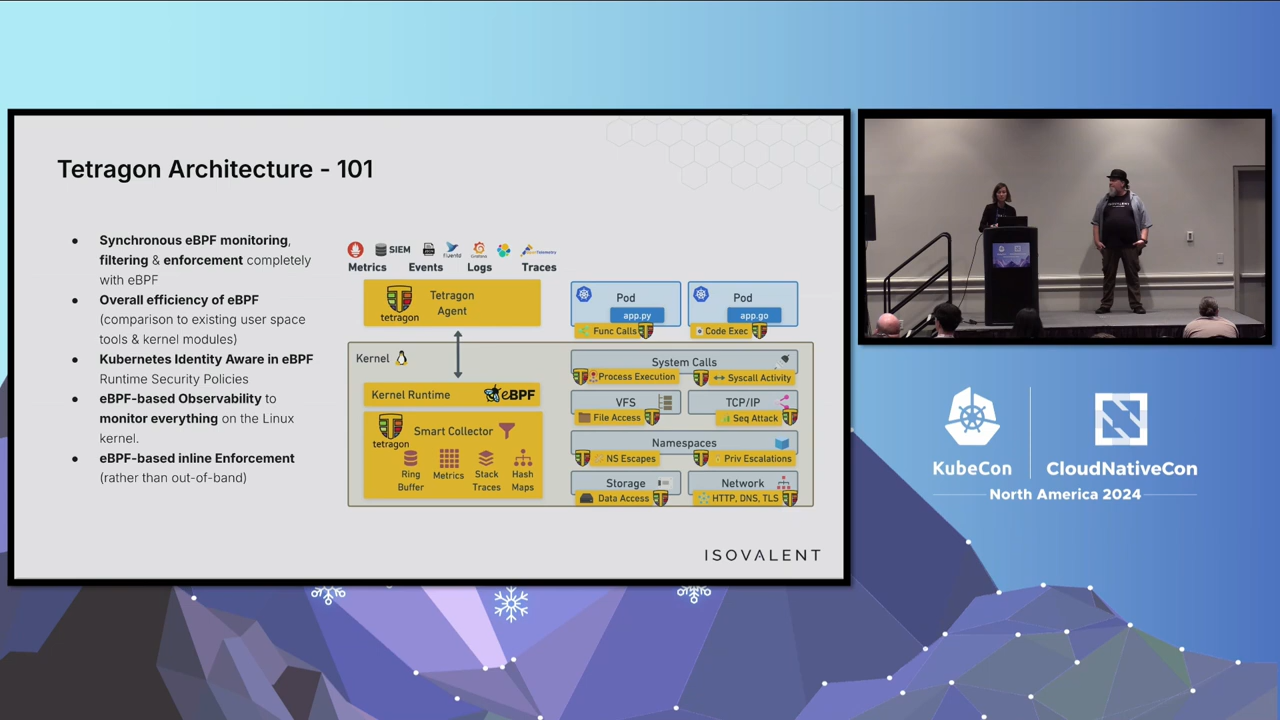 Tetragon Architecture - 101
● Synchronous eBPF monitoring,
filtering & enforcement completely
with eBPF
● Overall efficiency of eBPF
(comparison to existing user space
tools & kernel modules)
● Kubernetes Identity Aware in eBPF
Runtime Security Policies
● eBPF-based Observability to
monitor everything on the Linux
kernel.
● eBPF-based inline Enforcement
(rather than out-of-band)
SIEM
fluentd
Grafana
Metrics Events Logs Traces
tetragon
Tetragon
Agent
Pod
app.py
Func Calls
Pod
app.go
Code Exec
Kernel
Kernel Runtime
eBPF
tetragon
Smart Collector
Ring
Buffer
Metrics
Stack
Traces
Hash
Maps
System Calls
Process Execution
Syscall Activity
VFS
File Access
TCP/IP
Seq Attack
Namespaces
NS Escapes
Priv Escalations
Storage
Data Access
Network
HTTP, DNS, TLS
ISOVALENT
KubeCon
CloudNativeCon
North America 2024